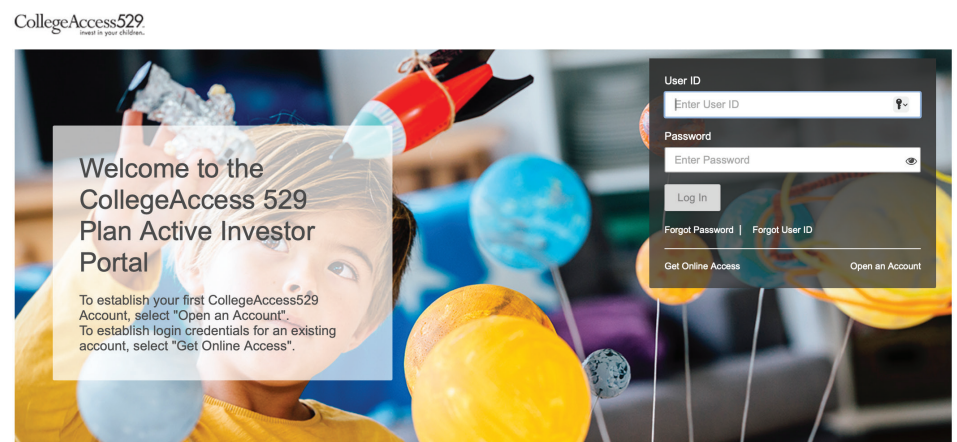 CollegeAccess529
invest in your children.
User ID
Enter User ID
Password
Enter Password
Log In
Forgot Password | Forgot User ID
Get Online Access
Open an Account
Welcome to the
CollegeAccess 529
Plan Active Investor
Portal
To establish your first CollegeAccess529
Account, select "Open an Account".
To establish login credentials for an existing
account, select "Get Online Access".